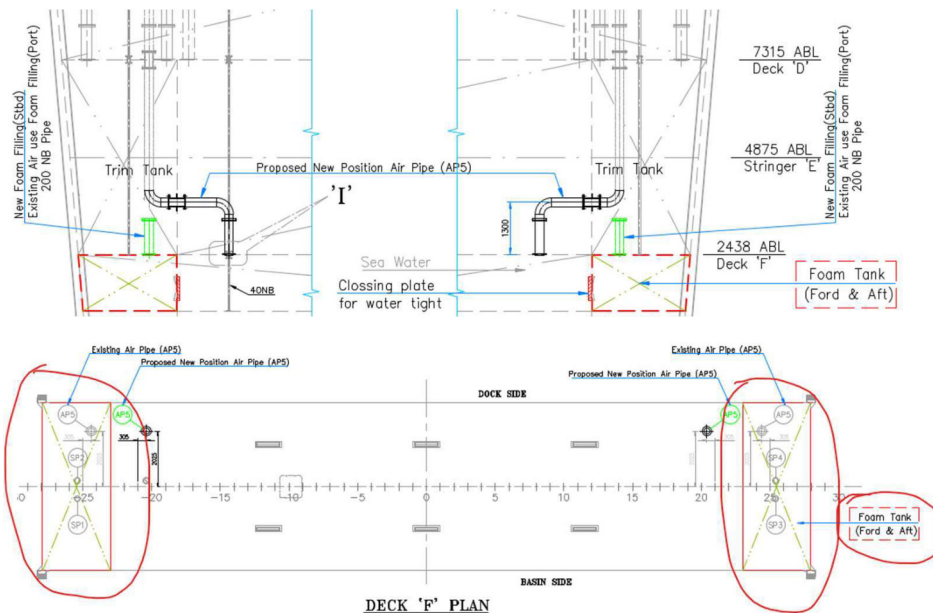 New Foam Filling(Stbd)
Existing Air use Foam Filling(Port)
200 NB Pipe
Trim Tank
Proposed New Position Air Pipe (AP5)
'I'
Trim Tank
7315 ABL
Deck 'D'
4875 ABL
Stringer 'E'
2438 ABL
Deck 'F'
New Foam Filling(Stbd)
Existing Air use Foam Filling(Port)
200 NB Pipe
1300
Sea Water
Clossing plate
for water tight
40NB
Foam Tank
(Ford & Aft)
Existing Air Pipe (AP5)
Proposed New Position Air Pipe (AP5)
Existing Air Pipe (AP5)
Proposed New Position Air Pipe (AP5)
DOCK SIDE
AP5
AP5
AP5
AP5
305
2025
SP2
SP4
-25
-20
-15
-10
-5
0
5
10
15
20
25
30
SP1
SP3
Foam Tank
(Ford & Aft)
BASIN SIDE
DECK 'F' PLAN